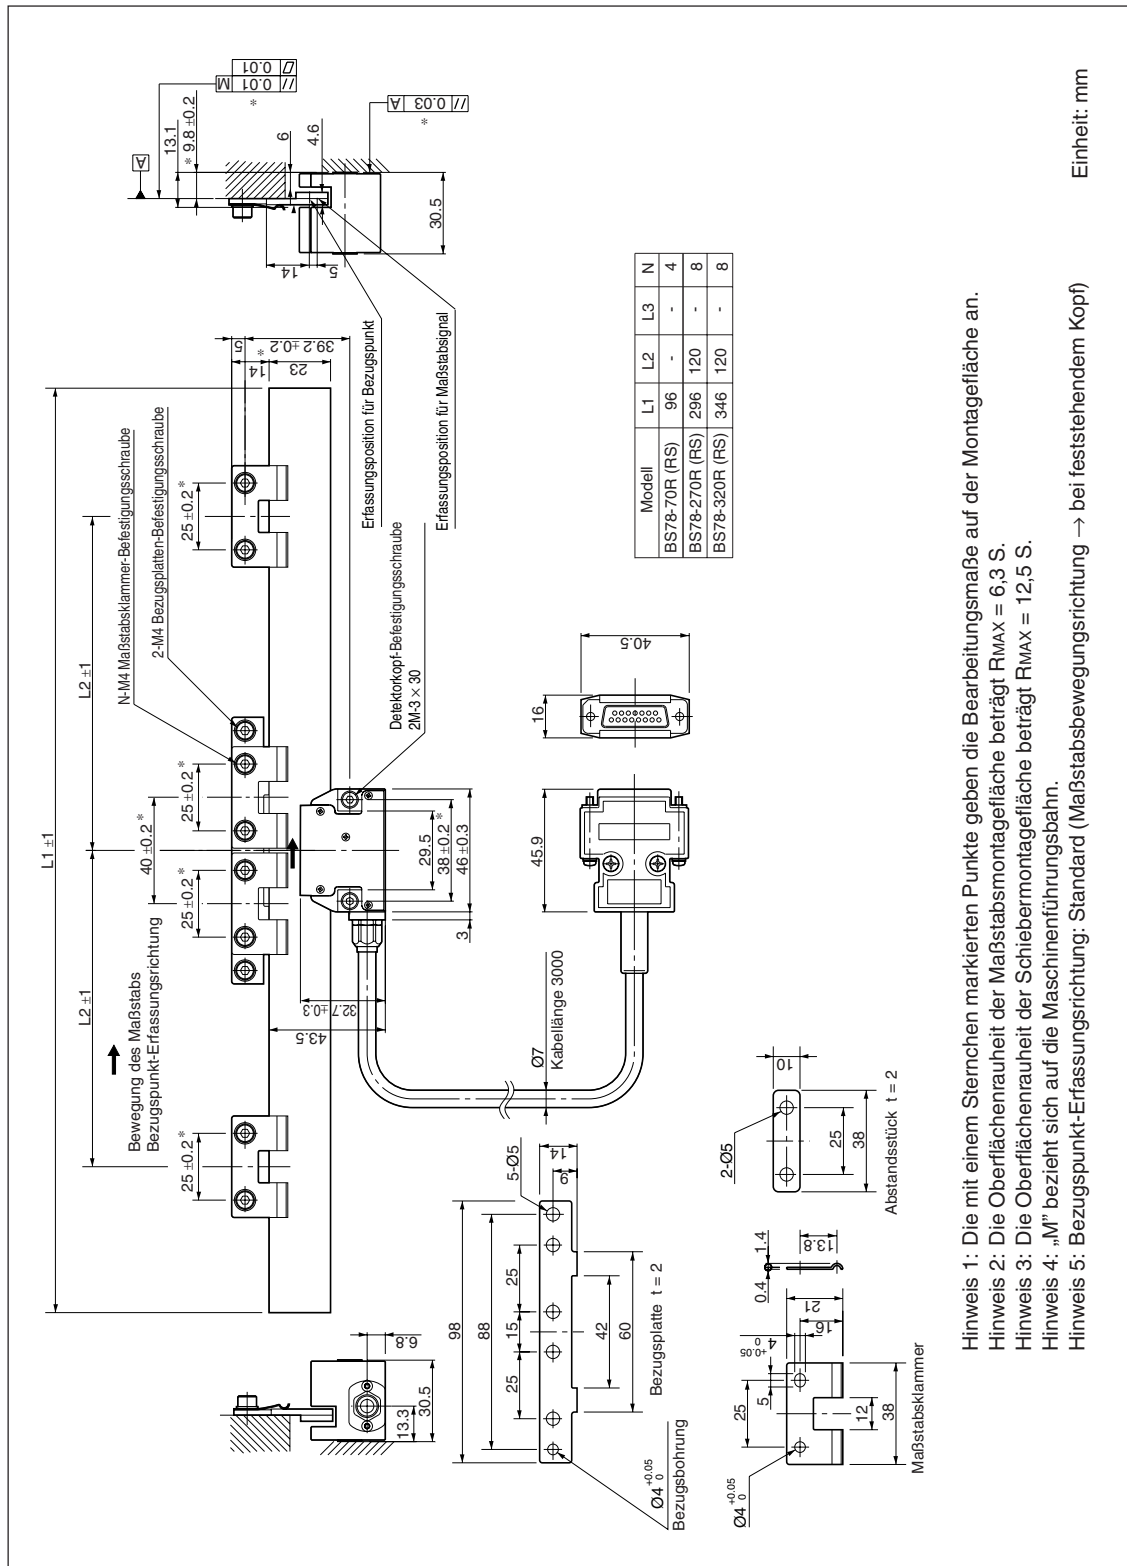 L1 ±1
L2 ±1
L2 ±1
Bewegung des Maßstabs
Bezugspunkt-Erfassungsrichtung
25 ±0.2 *
25 ±0.2 *
40 ±0.2 *
25 ±0.2 *
25 ±0.2 *
N-M4 Maßstabsklammer-Befestigungsschraube
2-M4 Bezugsplatten-Befestigungsschraube
5
14 *
23
39.2 ±0.2
Detektorkopf-Befestigungsschraube
2M-3 × 30
29.5
38 ±0.2 *
46 ±0.3
3
32.7 ±0.3
43.5
Ø7
Kabellänge 3000
45.9
16
40.5
A
13.1
* 9.8 ±0.2
6
4.6
// 0.01 M
0.01
*
// 0.03 A
*
14
5
30.5
Erfassungsposition für Bezugspunkt
Erfassungsposition für Maßstabsignal
6.8
13.3
30.5
98
88
25 15 25
42
60
5-Ø5
9
14
Ø4 +0.05 0
Bezugsbohrung
Bezugsplatte t = 2
Ø4 +0.05 0
25
5
4 +0.05 0
16
21
12
38
Maßstabsklammer
0.4 1.4
13.8
2-Ø5
10
25
38
Abstandsstück t = 2
Modell L1 L2 L3 N
BS78-70R (RS) 96 - - 4
BS78-270R (RS) 296 120 - 8
BS78-320R (RS) 346 120 - 8
Hinweis 1: Die mit einem Sternchen markierten Punkte geben die Bearbeitungsmaße auf der Montagefläche an.
Hinweis 2: Die Oberflächenrauheit der Maßstabsmontagefläche beträgt RMAX = 6,3 S.
Hinweis 3: Die Oberflächenrauheit der Schiebermontagefläche beträgt RMAX = 12,5 S.
Hinweis 4: „M” bezieht sich auf die Maschinenführungsbahn.
Hinweis 5: Bezugspunkt-Erfassungsrichtung: Standard (Maßstabsbewegungsrichtung → bei feststehendem Kopf)
Einheit: mm